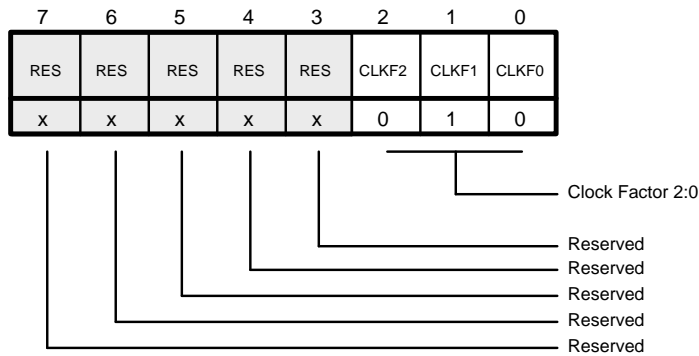 7 6 5 4 3 2 1 0
RES RES RES RES RES CLKF2 CLKF1 CLKF0
x x x x x 0 1 0
Clock Factor 2:0
Reserved
Reserved
Reserved
Reserved
Reserved